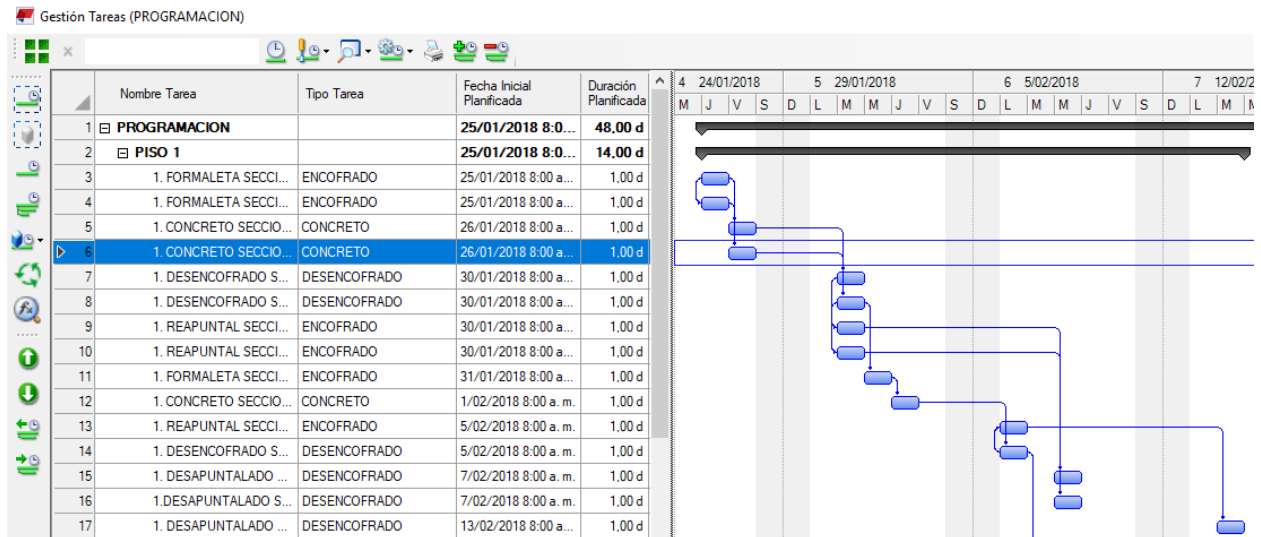 Gestión Tareas (PROGRAMACION)
Nombre Tarea Tipo Tarea Fecha Inicial Planificada Duración Planificada
4 24/01/2018 5 29/01/2018 6 5/02/2018 7 12/02/2
M J V S D L M M J V S D L M M J V S D L M M
1 PROGRAMACION 25/01/2018 8:0... 48,00 d
2 PISO 1 25/01/2018 8:0... 14,00 d
3 1. FORMALETA SECCI... ENCOFRADO 25/01/2018 8:00 a... 1,00 d
4 1. FORMALETA SECCI... ENCOFRADO 25/01/2018 8:00 a... 1,00 d
5 1. CONCRETO SECCIO... CONCRETO 26/01/2018 8:00 a... 1,00 d
6 1. CONCRETO SECCIO... CONCRETO 26/01/2018 8:00 a... 1,00 d
7 1. DESENCOFRADO S... DESENCOFRADO 30/01/2018 8:00 a... 1,00 d
8 1. DESENCOFRADO S... DESENCOFRADO 30/01/2018 8:00 a... 1,00 d
9 1. REAPUNTAL SECCI... ENCOFRADO 30/01/2018 8:00 a... 1,00 d
10 1. REAPUNTAL SECCI... ENCOFRADO 30/01/2018 8:00 a... 1,00 d
11 1. FORMALETA SECCI... ENCOFRADO 31/01/2018 8:00 a... 1,00 d
12 1. CONCRETO SECCIO... CONCRETO 1/02/2018 8:00 a. m. 1,00 d
13 1. REAPUNTAL SECCI... ENCOFRADO 5/02/2018 8:00 a. m. 1,00 d
14 1. DESENCOFRADO S... DESENCOFRADO 5/02/2018 8:00 a. m. 1,00 d
15 1. DESAPUNTALADO ... DESENCOFRADO 7/02/2018 8:00 a. m. 1,00 d
16 1.DESAPUNTALADO S... DESENCOFRADO 7/02/2018 8:00 a. m. 1,00 d
17 1. DESAPUNTALADO ... DESENCOFRADO 13/02/2018 8:00 a... 1,00 d